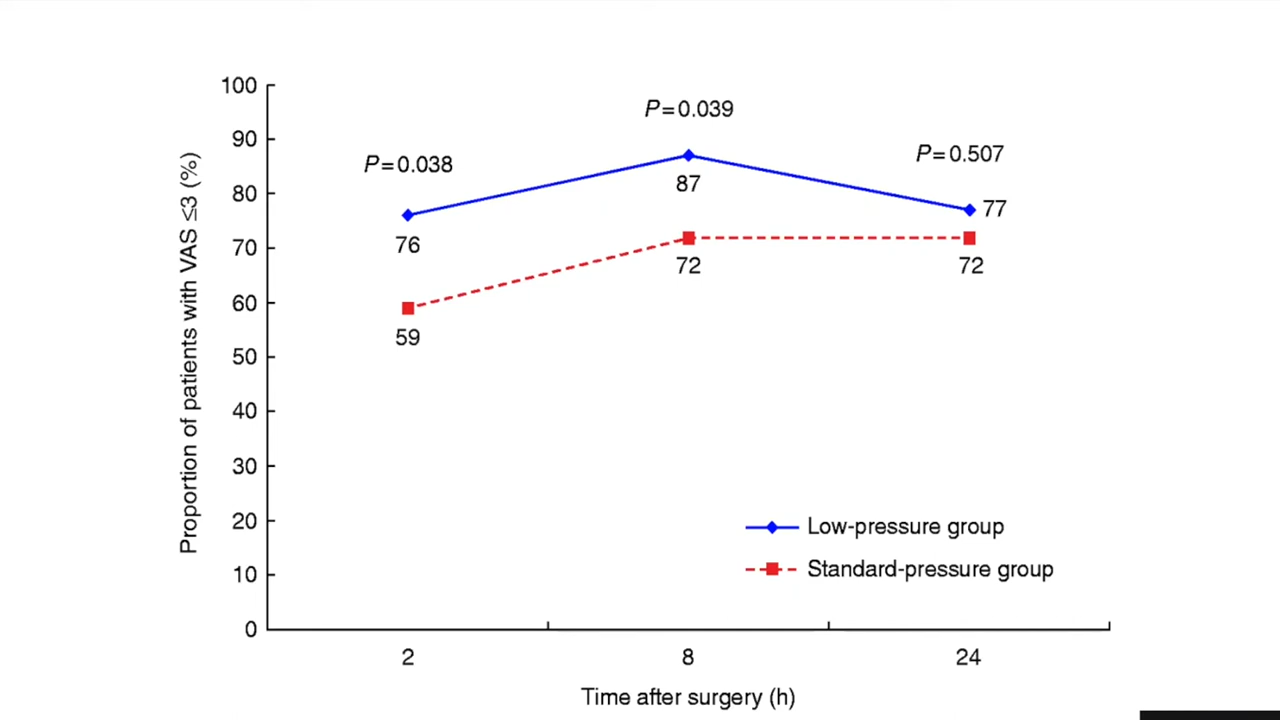 100
90
80
70
60
50
40
30
20
10
0
Proportion of patients with VAS ≤3 (%)
P=0.038
P=0.039
P=0.507
76
87
77
59
72
72
Low-pressure group
Standard-pressure group
2 8 24
Time after surgery (h)